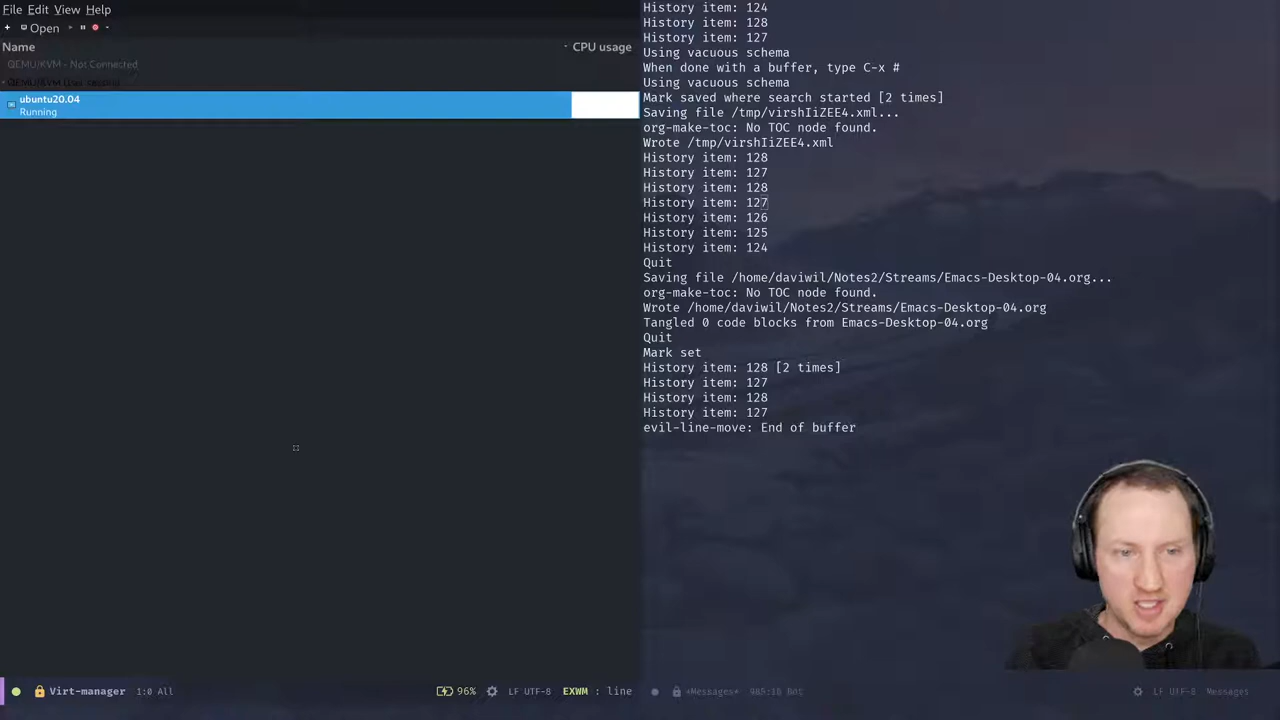 File Edit View Help
Open
Name
CPU usage
QEMU/KVM - Not Connected
QEMU/KVM
ubuntu20.04
Running
Virt-manager 1:0 All
96%
LF UTF-8 EXWM : line
History item: 124
History item: 128
History item: 127
Using vacuous schema
When done with a buffer, type C-x #
Using vacuous schema
Mark saved where search started [2 times]
Saving file /tmp/virshIiZEE4.xml...
org-make-toc: No TOC node found.
Wrote /tmp/virshIiZEE4.xml
History item: 128
History item: 127
History item: 128
History item: 127
History item: 126
History item: 125
History item: 124
Quit
Saving file /home/daviwil/Notes2/Streams/Emacs-Desktop-04.org...
org-make-toc: No TOC node found.
Wrote /home/daviwil/Notes2/Streams/Emacs-Desktop-04.org
Tangled 0 code blocks from Emacs-Desktop-04.org
Quit
Mark set
History item: 128 [2 times]
History item: 127
History item: 128
History item: 127
evil-line-move: End of buffer
*Messages*
LF UTF-8 Messages